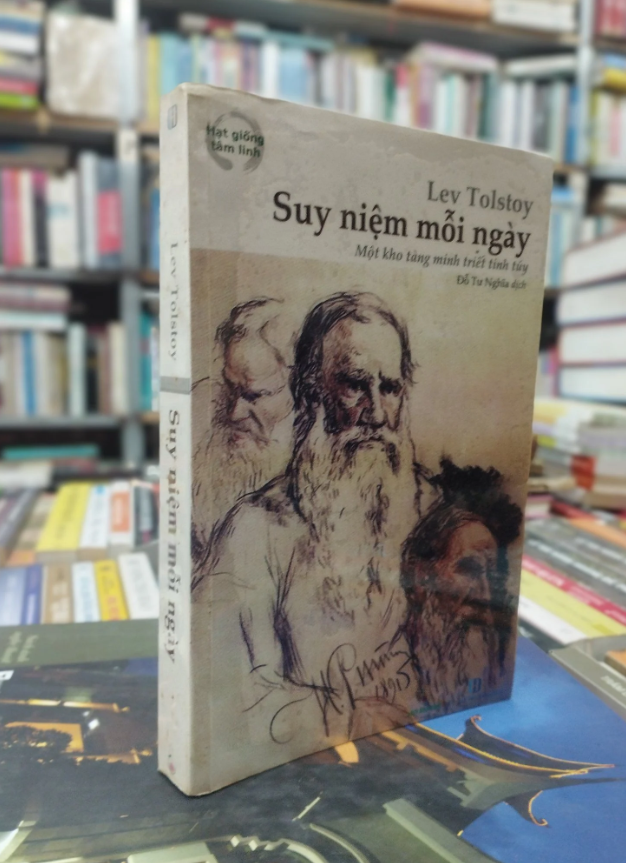 Hạt giống
tâm linh
Lev Tolstoy
Suy niệm mỗi ngày
Một kho tàng minh triết tinh túy
Đỗ Tư Nghĩa dịch
Lev Tolstoy
Suy niệm mỗi ngày